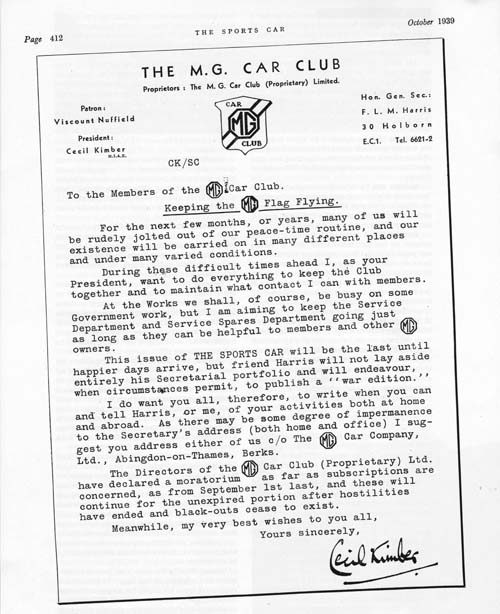 Page 412
THE SPORTS CAR
October 1939
THE M.G. CAR CLUB
Proprietors : The M. G. Car Club (Proprietary) Limited.
Patron :
Viscount Nuffield
President :
Cecil Kimber
M.I.A.E.
CAR
MG
CLUB
Hon. Gen. Sec.:
F. L. M. Harris
30 Holborn
E.C.1. Tel. 6621-2
CK/SC
To the Members of the MG Car Club.
Keeping the MG Flag Flying.
For the next few months, or years, many of us will
be rudely jolted out of our peace-time routine, and our
existence will be carried on in many different places
and under many varied conditions.
During these difficult times ahead I, as your
President, want to do everything to keep the Club
together and to maintain what contact I can with members.
At the Works we shall, of course, be busy on some
Government work, but I am aiming to keep the Service
Department and Service Spares Department going just
as long as they can be helpful to members and other MG
owners.
This issue of THE SPORTS CAR will be the last until
happier days arrive, but friend Harris will not lay aside
entirely his Secretarial portfolio and will endeavour,
when circumstances permit, to publish a ''war edition.''
I do want you all, therefore, to write when you can
and tell Harris, or me, of your activities both at home
and abroad. As there may be some degree of impermanence
to the Secretary's address (both home and office) I sug-
gest you address either of us c/o The MG Car Company,
Ltd., Abingdon-on-Thames, Berks.
The Directors of the MG Car Club (Proprietary) Ltd.
have declared a moratorium as far as subscriptions are
concerned, as from September 1st last, and these will
continue for the unexpired portion after hostilities
have ended and black-outs cease to exist.
Meanwhile, my very best wishes to you all,
Yours sincerely,
Cecil Kimber